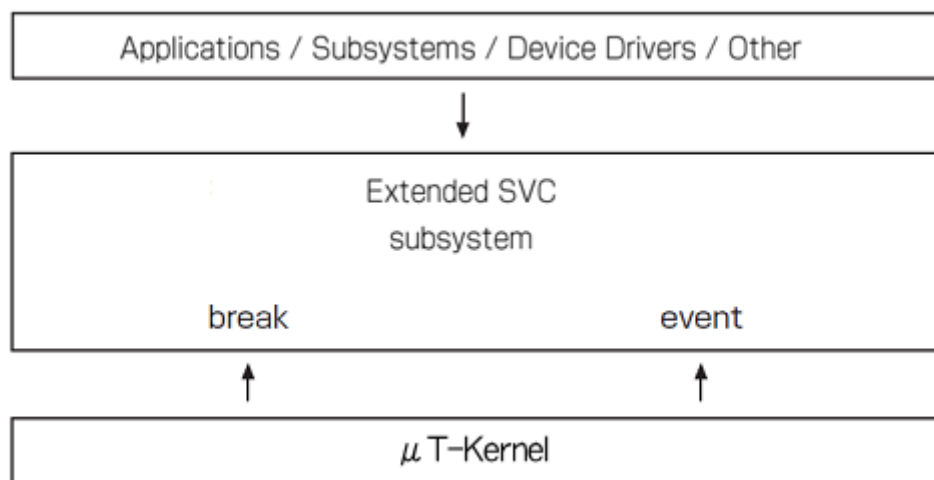 Applications / Subsystems / Device Drivers / Other
Extended SVC
subsystem
break event
μT-Kernel